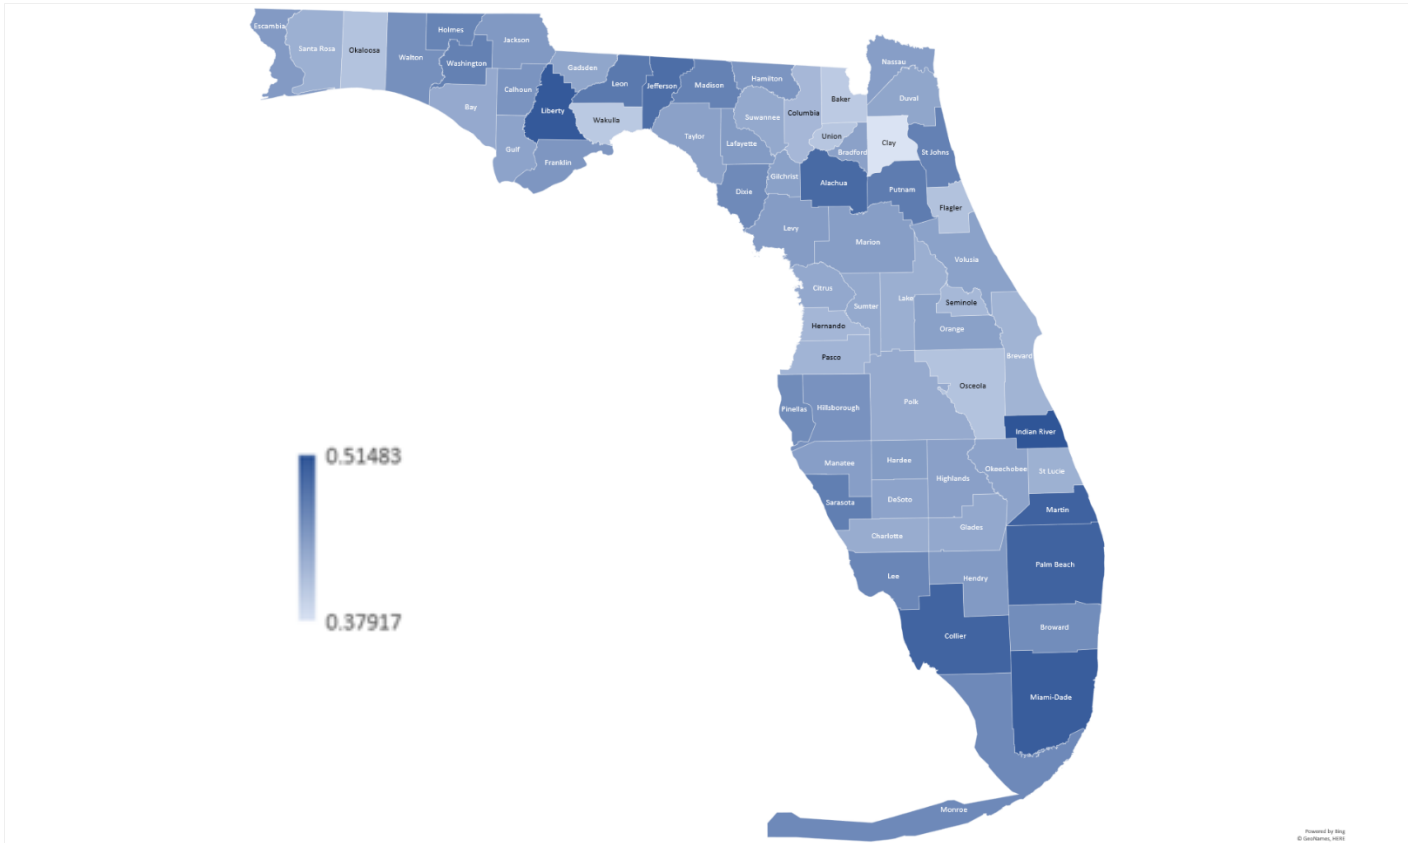 Escambia
Santa Rosa
Okaloosa
Walton
Holmes
Washington
Jackson
Bay
Calhoun
Gulf
Liberty
Gadsden
Franklin
Wakulla
Leon
Jefferson
Madison
Taylor
Hamilton
Suwannee
Lafayette
Dixie
Columbia
Gilchrist
Baker
Union
Bradford
Alachua
Levy
Nassau
Duval
Clay
St Johns
Putnam
Flagler
Marion
Volusia
Citrus
Sumter
Lake
Seminole
Hernando
Orange
Pasco
Brevard
Osceola
Pinellas
Hillsborough
Polk
Indian River
Manatee
Hardee
Highlands
Okeechobee
St Lucie
Sarasota
DeSoto
Martin
Charlotte
Glades
Lee
Hendry
Palm Beach
Collier
Broward
Miami-Dade
Monroe
0.51483
0.37917
Powered by Bing
© GeoNames, HERE